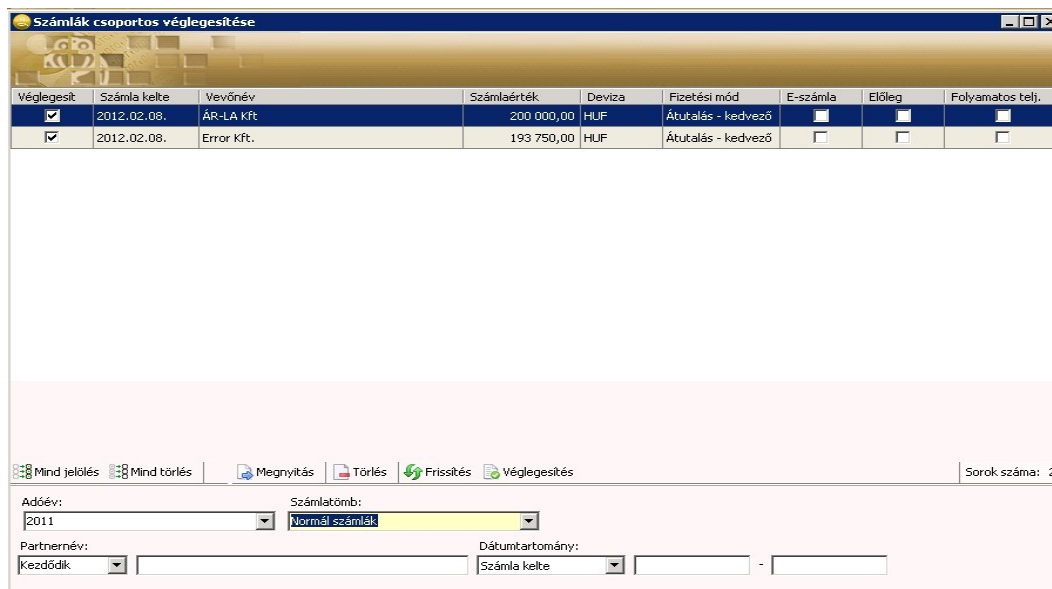 Számlák csoportos véglegesítése
Véglegesít Számla kelte Vevőnév Számlaérték Deviza Fizetési mód E-számla Előleg Folyamatos telj.
2012.02.08. ÁR-LA Kft 200 000,00 HUF Átutalás - kedvező
2012.02.08. Error Kft. 193 750,00 HUF Átutalás - kedvező
Mind jelölés Mind törlés Megnyitás Törlés Frissítés Véglegesítés Sorok száma: 2
Adóév: Számlatömb:
2011 Normál számlák
Partnernév: Dátumtartomány:
Kezdődik Számla kelte -